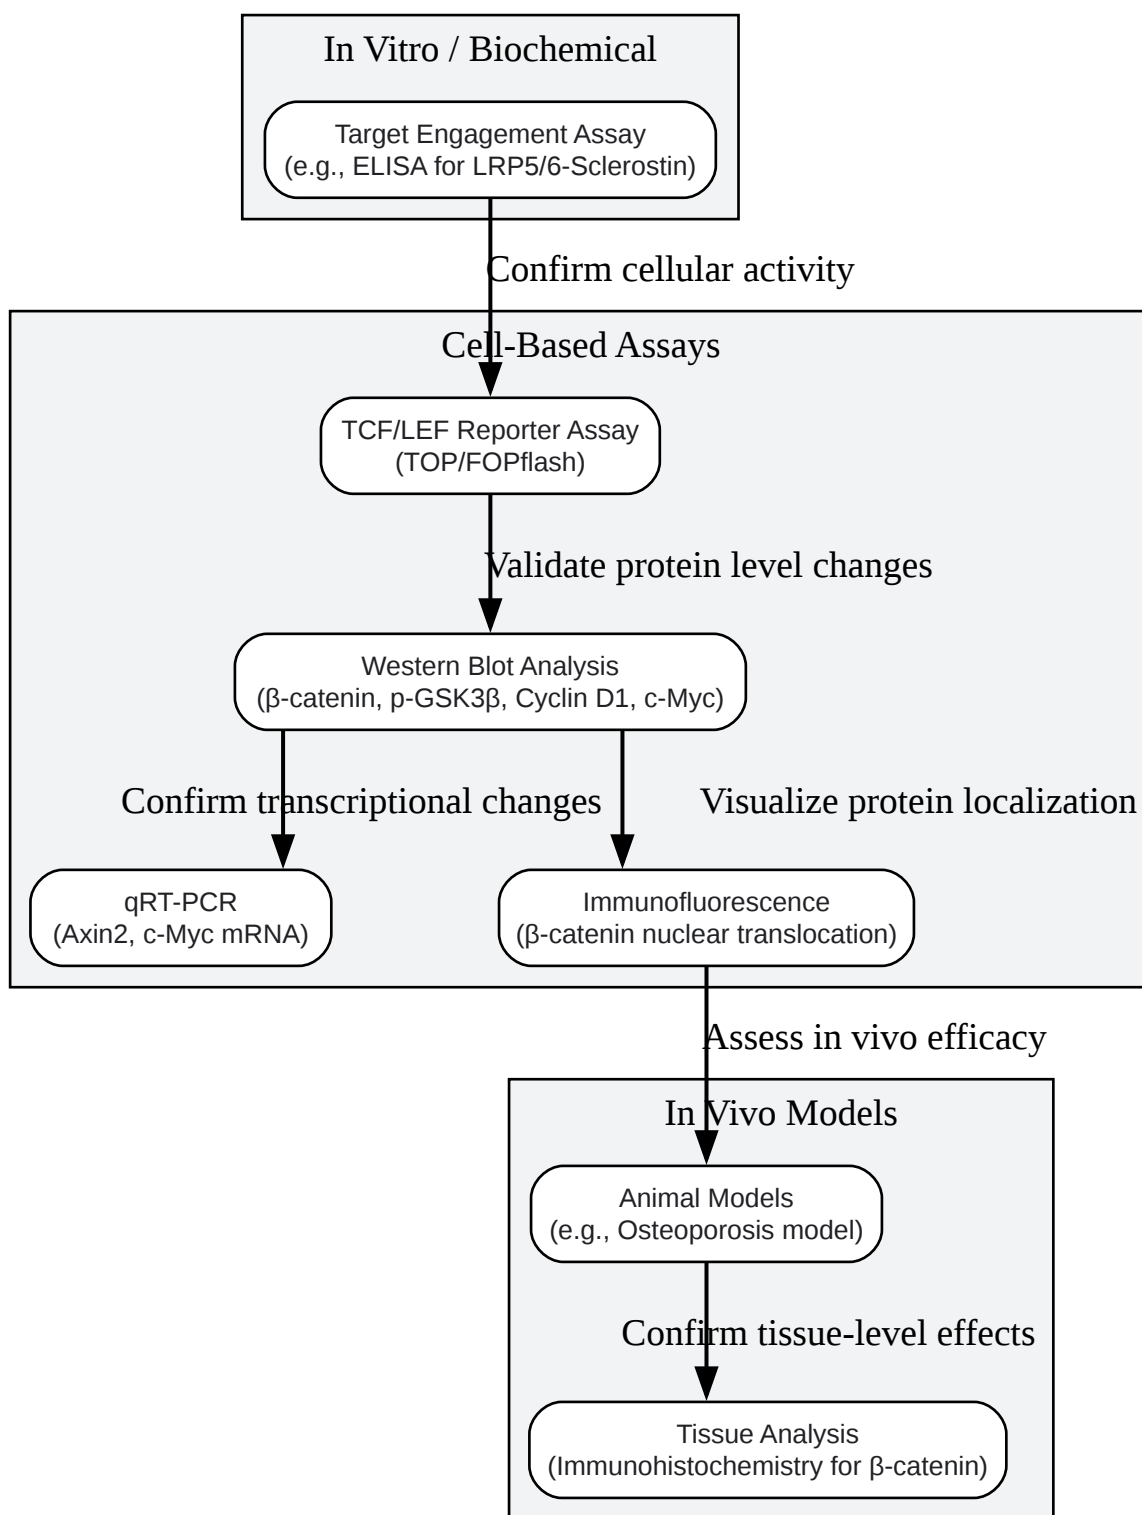 In Vitro / Biochemical
Target Engagement Assay
(e.g., ELISA for LRP5/6-Sclerostin)
Confirm cellular activity
Cell-Based Assays
TCF/LEF Reporter Assay
(TOP/FOPflash)
Validate protein level changes
Western Blot Analysis
(β-catenin, p-GSK3β, Cyclin D1, c-Myc)
Confirm transcriptional changes
Visualize protein localization
qRT-PCR
(Axin2, c-Myc mRNA)
Immunofluorescence
(β-catenin nuclear translocation)
Assess in vivo efficacy
In Vivo Models
Animal Models
(e.g., Osteoporosis model)
Confirm tissue-level effects
Tissue Analysis
(Immunohistochemistry for β-catenin)